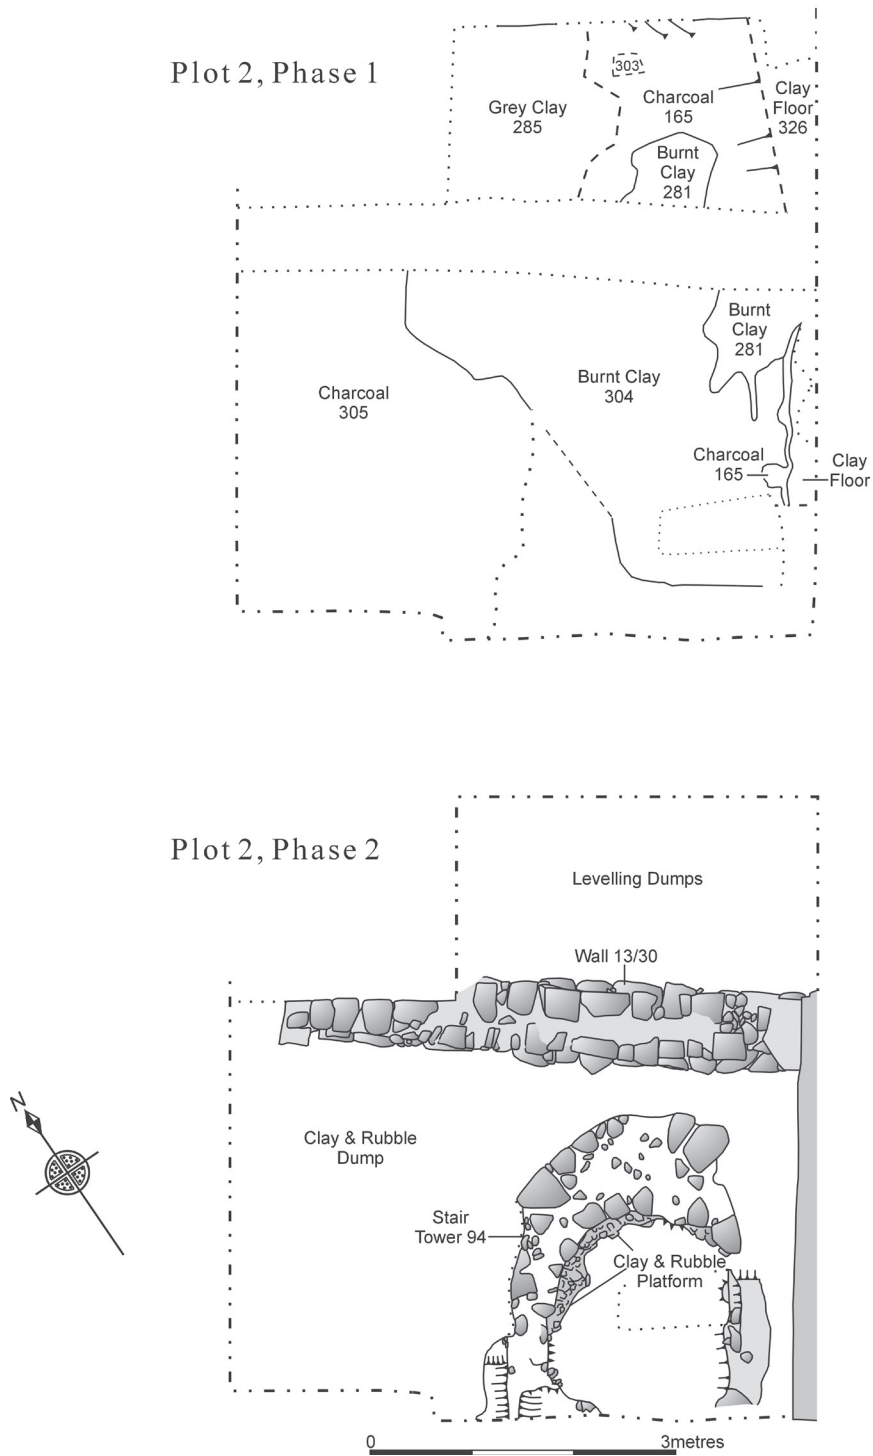 Plot 2, Phase 1
303
Grey Clay
285
Charcoal
165
Clay
Floor
326
Burnt
Clay
281
Burnt
Clay
281
Charcoal
305
Burnt Clay
304
Charcoal
165
Clay
Floor
Plot 2, Phase 2
Levelling Dumps
Wall 13/30
N
Clay & Rubble
Dump
Stair
Tower 94
Clay & Rubble
Platform
0
3metres